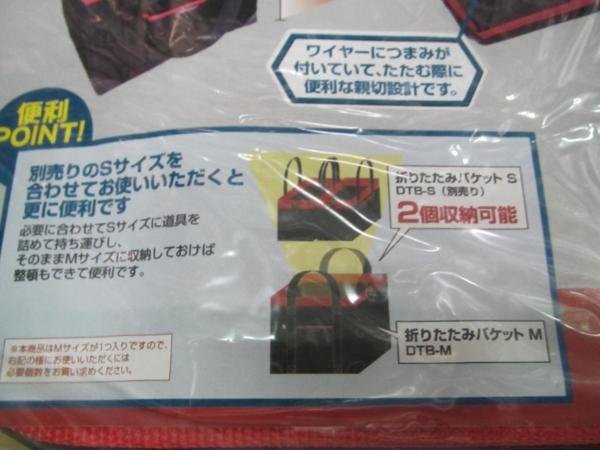 ワイヤーにつまみが
付いていて、たたむ際に
便利な親切設計です。
便利
POINT!
別売りのSサイズを
合わせてお使いいただくと
更に便利です
必要に合わせてSサイズに道具を
詰めて持ち運びし、
そのままMサイズに収納しておけば
整頓もできて便利です。
折りたたみバケット S
DTB-S（別売り）
2個収納可能
折りたたみバケット M
DTB-M
※本商品はMサイズが1つ入りですので、
右記の様にお使いいただくには
必要個数をお買い求めください。